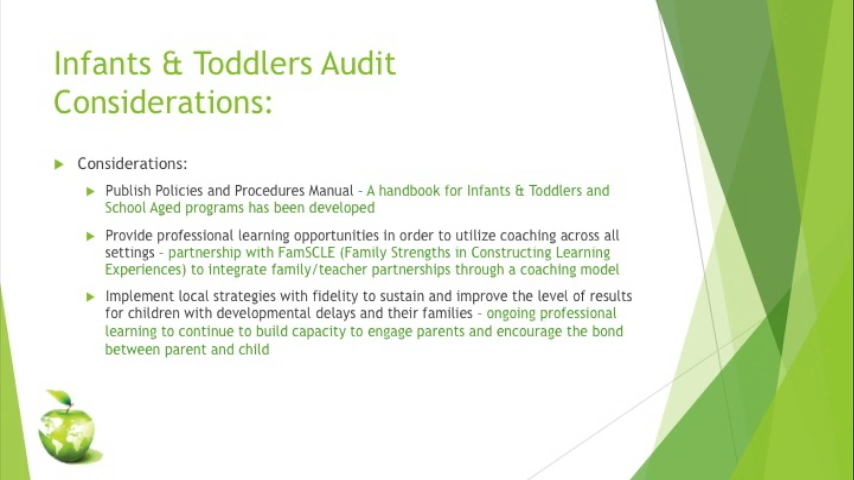 Infants & Toddlers Audit
Considerations:
Considerations:
Publish Policies and Procedures Manual – A handbook for Infants & Toddlers and
School Aged programs has been developed
Provide professional learning opportunities in order to utilize coaching across all
settings – partnership with FamSCLE (Family Strengths in Constructing Learning
Experiences) to integrate family/teacher partnerships through a coaching model
Implement local strategies with fidelity to sustain and improve the level of results
for children with developmental delays and their families – ongoing professional
learning to continue to build capacity to engage parents and encourage the bond
between parent and child